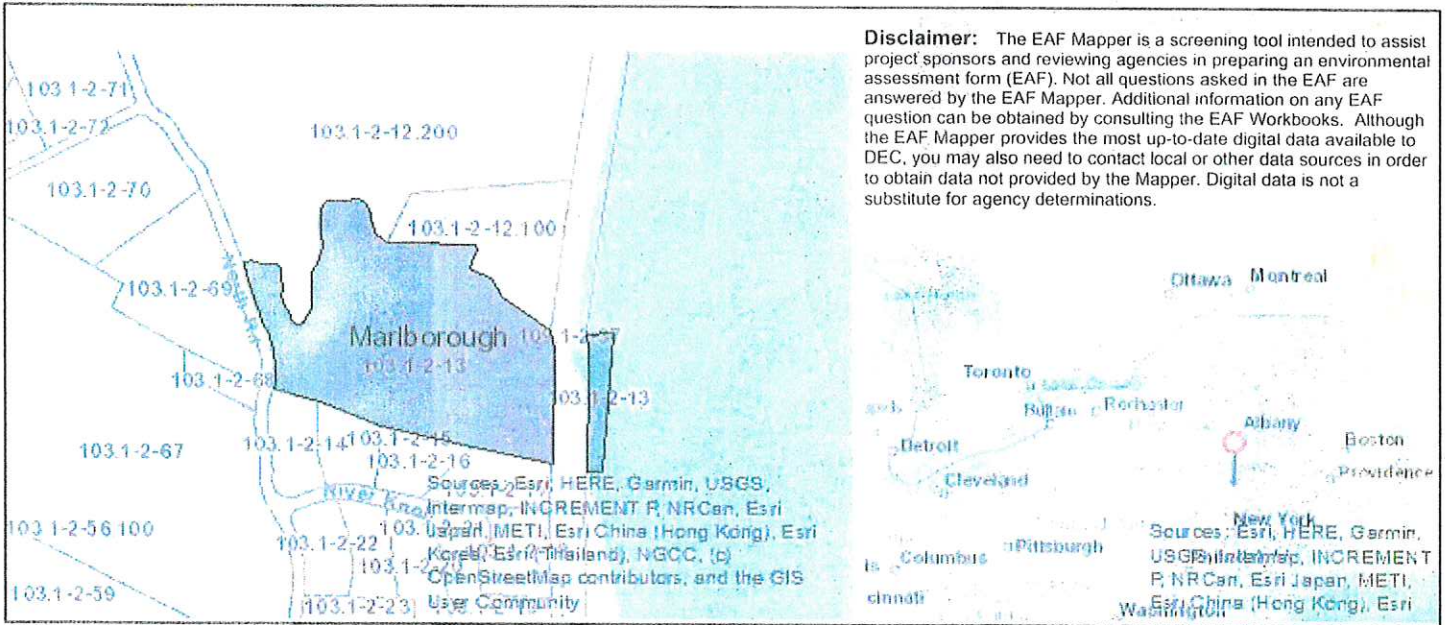 Disclaimer: The EAF Mapper is a screening tool intended to assist
project sponsors and reviewing agencies in preparing an environmental
assessment form (EAF). Not all questions asked in the EAF are
answered by the EAF Mapper. Additional information on any EAF
question can be obtained by consulting the EAF Workbooks. Although
the EAF Mapper provides the most up-to-date digital data available to
DEC, you may also need to contact local or other data sources in order
to obtain data not provided by the Mapper. Digital data is not a
substitute for agency determinations.
103.1-2-71
103.1-2-72
103.1-2-12.200
103.1-2-70
103.1-2-12.100
103.1-2-69
North Rd
Marlborough
103.1-2-13
103.1-2-13
103.1-2-68
103.1-2-67
103.1-2-14
103.1-2-15
103.1-2-16
103.1-2-56.100
103.1-2-22
103.1-2-59
103.1-2-23
Sources: Esri, HERE, Garmin, USGS,
Intermap, INCREMENT P, NRCan, Esri
Japan, METI, Esri China (Hong Kong), Esri
Korea, Esri (Thailand), NGCC, (c)
OpenStreetMap contributors, and the GIS
User Community
Ottawa Montreal
Toronto
Rochester
Albany
Detroit
Boston
Cleveland
Providence
New York
Columbus
Pittsburgh
cinnati
Washington
Sources: Esri, HERE, Garmin,
USGS, Intermap, INCREMENT
P, NRCan, Esri Japan, METI,
Esri China (Hong Kong), Esri